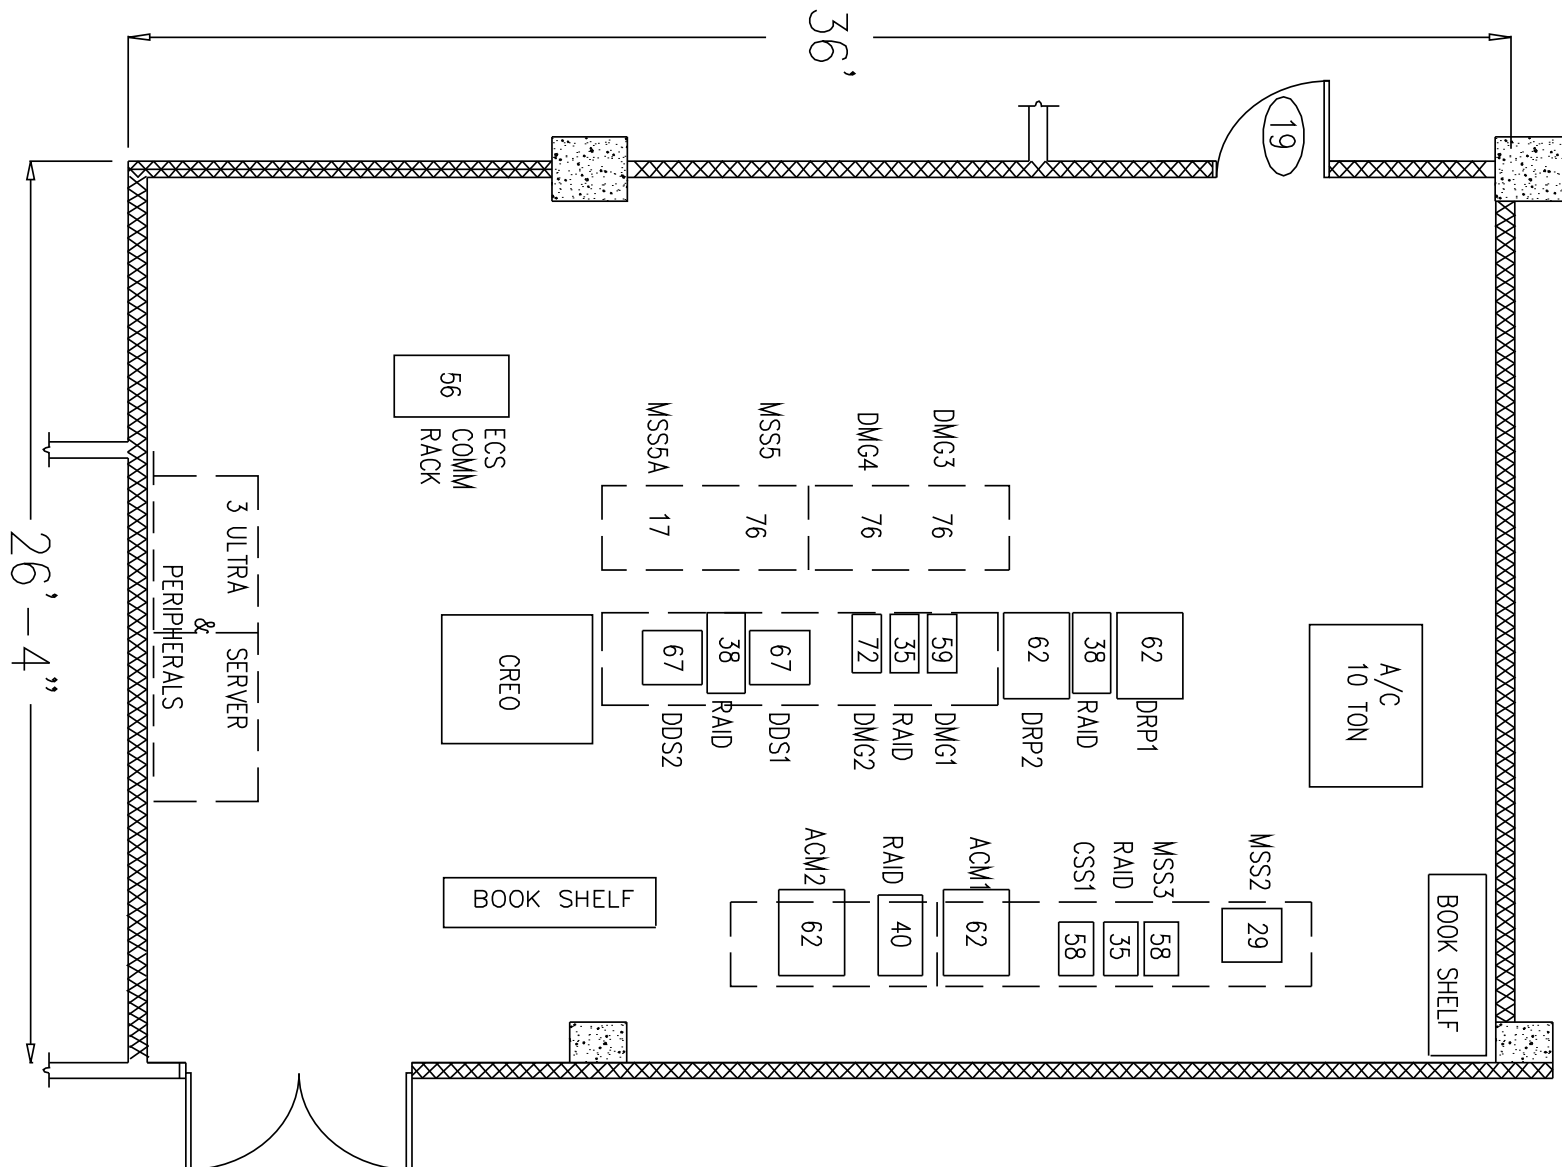 36'
19
56
ECS
COMM
RACK
MSS5A
MSS5
DMG4
DMG3
17
76
76
76
3 ULTRA
&
PERIPHERALS
SERVER
CREO
67
38
67
72
35
59
62
38
62
DDS2
RAID
DDS1
DMG2
RAID
DMG1
DRP2
RAID
DRP1
A/C
10 TON
26'-4"
BOOK SHELF
ACM2
RAID
ACM1
CSS1
RAID
MSS3
MSS2
62
40
62
58
35
58
29
BOOK SHELF